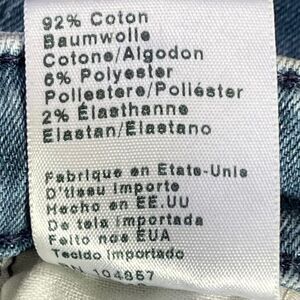 92% Coton
Baumwolle
Cotone/Algodon
6% Polyester
Poliestere/Poliéster
2% Élasthanne
Elastan/Elastano
Fabrique en Etats-Unis
D'tissu importe
Hecho en EE.UU
De tela importada
Feito nos EUA
Tecido importado
104867